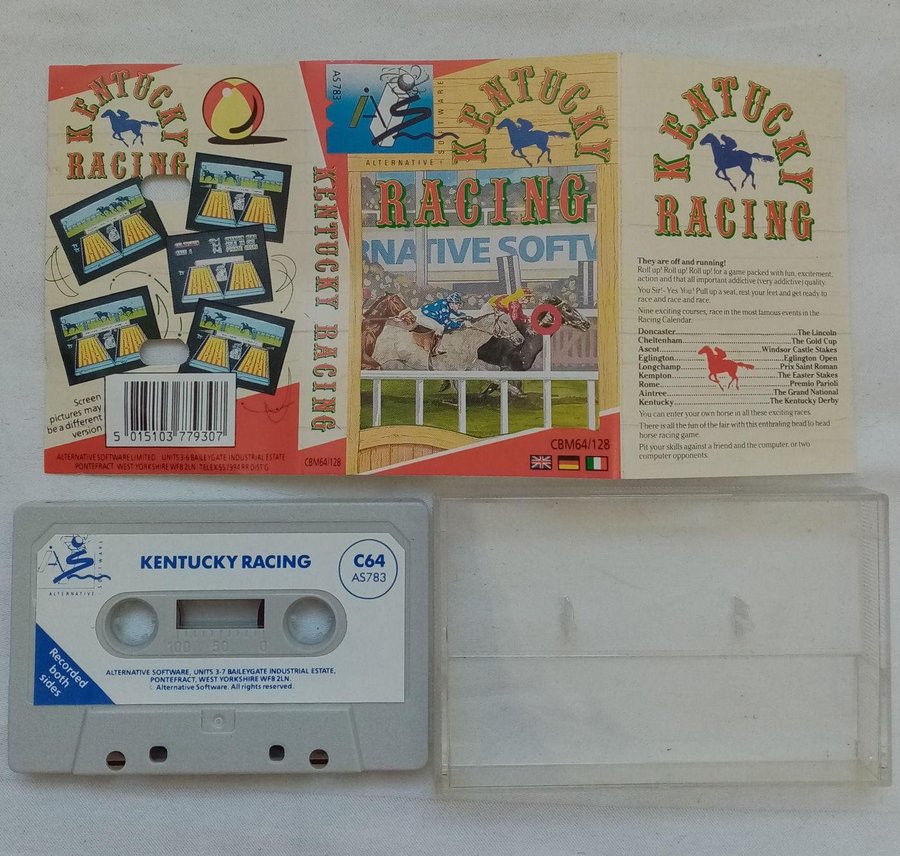 KENTUCKY
RACING
Screen
pictures may
be a different
version
5 015103 779307
ALTERNATIVE SOFTWARE LIMITED UNITS 3-6 BAILEYGATE INDUSTRIAL ESTATE
PONTEFRACT, WEST YORKSHIRE WF8 2LN TELEX 557994 RR DIST G
AS783
KENTUCKY RACING
CBM64/128
ALTERNATIVE SOFTWARE
KENTUCKY
RACING
RNATIVE SOFTW
CBM64/128
KENTUCKY
RACING
They are off and running!
Roll up! Roll up! Roll up! for a game packed with fun, excitement,
action and that all important addictive (very addictive) quality.
You Sir! - Yes You! Pull up a seat, rest your feet and get ready to
race and race and race.
Nine exciting courses, race in the most famous events in the
Racing Calendar.
Doncaster...The Lincoln
Cheltenham...The Gold Cup
Ascot...Windsor Castle Stakes
Eglington...Eglington Open
Longchamp...Prix Saint Roman
Kempton...The Easter Stakes
Rome...Premio Parioli
Aintree...The Grand National
Kentucky...The Kentucky Derby
You can enter your own horse in all these exciting races.
There is all the fun of the fair with this enthraling head to head
horse racing game.
Pit your skills against a friend and the computer, or two
computer opponents.
ALTERNATIVE SOFTWARE
KENTUCKY RACING
C64
AS783
100 50 0
Recorded
both
sides
ALTERNATIVE SOFTWARE, UNITS 3-7 BAILEYGATE INDUSTRIAL ESTATE,
PONTEFRACT, WEST YORKSHIRE WF8 2LN.
© Alternative Software. All rights reserved.